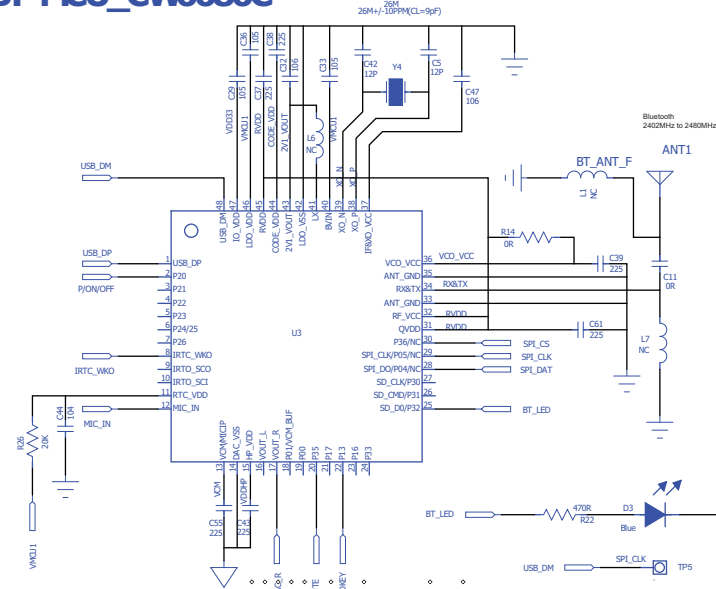 26M
26M+/-10PPM(CL=9pF)
C36
105
C38
225
C32
106
C33
105
C29
105
C37
225
C42
12P
Y4
C5
12P
C47
106
VDD33
VMCU1
RVDD
CODE_VDD
2V1_VOUT
L6
NC
VMCU1
XO_N
XO_P
Bluetooth
2402MHz to 2480MHz
ANT1
BT_ANT_F
L1
NC
USB_DM
48
47
46
45
44
43
42
41
40
39
38
37
USB_DM
IO_VDD
LDO_VDD
RVDD
CODE_VDD
2V1_VOUT
LDO_VSS
LX
BVIN
XO_N
XO_P
IF&XO_VCC
R14
0R
USB_DP
P/ON/OFF
IRTC_WKO
MIC_IN
1 USB_DP
2 P20
3 P21
4 P22
5 P23
6 P24/25
7 P26
8 IRTC_WKO
9 IRTO_SCO
10 IRTO_SCI
11 RTC_VDD
12 MIC_IN
U3
VCO_VCC 36 VCO_VCC
ANT_GND 35
RX&TX 34 RX&TX
ANT_GND 33
RF_VCC 32 RVDD
QVDD 31 RVDD
P36/NC 30 SPI_CS
SPI_CLK/P05/NC 29 SPI_CLK
SPI_DO/P04/NC 28 SPI_DAT
SD_CLK/P30 27
SD_CMD/P31 26
SD_D0/P32 25 BT_LED
C39
225
C11
0R
C61
225
L7
NC
R26
20K
C44
104
VMCU1
VCM/MICIP
DAC_VSS
HP_VDD
VOUT_L
VOUT_R
P01/VCM_BUF
P00
P35
P17
P13
P16
P33
13
14
15
16
17
18
19
20
21
22
23
24
VCM
VDDHP
C55
225
C43
225
BT_LED
470R
R22
D3
Blue
USB_DM
SPI_CLK
TP5